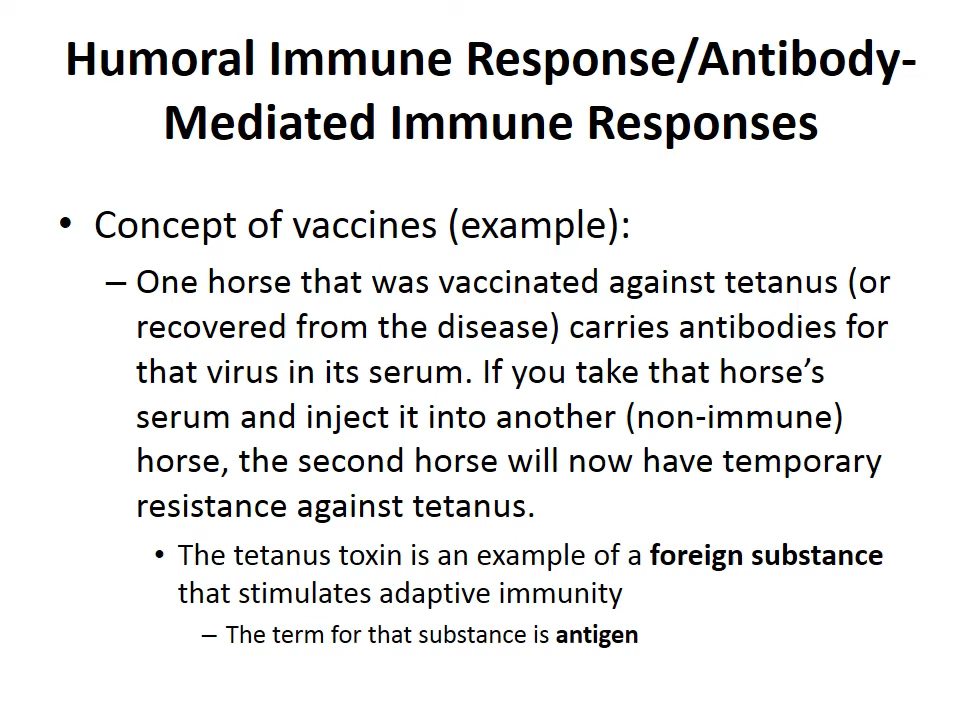 Humoral Immune Response/Antibody-
Mediated Immune Responses
• Concept of vaccines (example):
– One horse that was vaccinated against tetanus (or
recovered from the disease) carries antibodies for
that virus in its serum. If you take that horse’s
serum and inject it into another (non-immune)
horse, the second horse will now have temporary
resistance against tetanus.
• The tetanus toxin is an example of a foreign substance
that stimulates adaptive immunity
– The term for that substance is antigen